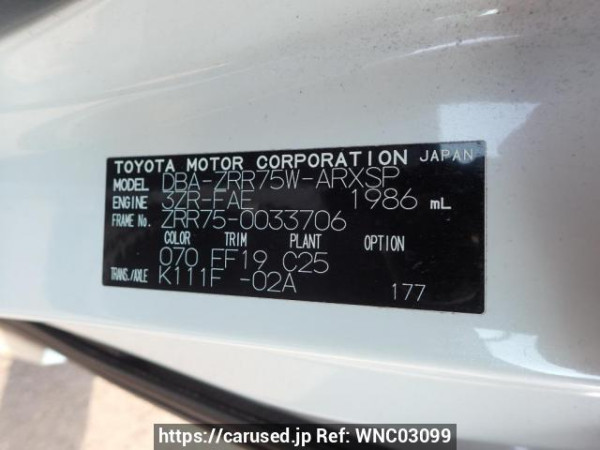 TOYOTA MOTOR CORPORATION JAPAN
MODEL DBA-ZRR75W-ARXSP
ENGINE 3ZR-FAE 1986 mL
FRAME No. ZRR75-0033706
COLOR TRIM PLANT OPTION
070 FF19 C25
TRANS./AXLE K111F -02A
177
https://carused.jp Ref: WNC03099